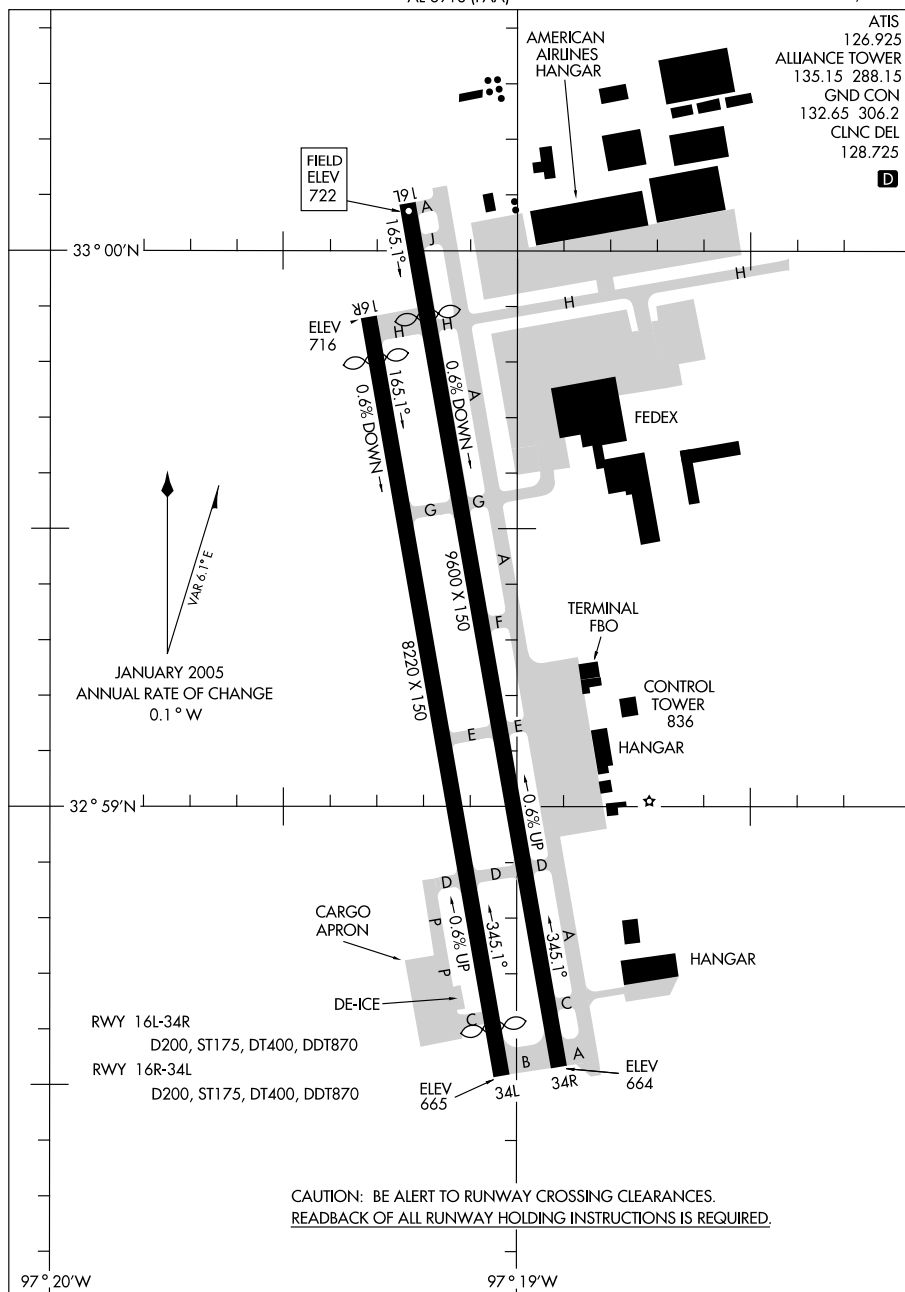 ATIS
126.925
ALLIANCE TOWER
135.15 288.15
GND CON
132.65 306.2
CLNC DEL
128.725
D
AMERICAN
AIRLINES
HANGAR
FIELD
ELEV
722
16L
A
J
165.1°
33° 00'N
H
H
16R
ELEV
716
H
H
165.1°
0.6% DOWN
0.6% DOWN
A
FEDEX
G
G
VAR 6.1° E
A
9600 X 150
F
TERMINAL
FBO
8220 X 150
JANUARY 2005
ANNUAL RATE OF CHANGE
0.1° W
CONTROL
TOWER
836
E
E
HANGAR
32° 59'N
0.6% UP
D
D
D
CARGO
APRON
P
P
0.6% UP
345.1°
345.1°
A
HANGAR
DE-ICE
C
C
RWY 16L-34R
D200, ST175, DT400, DDT870
RWY 16R-34L
D200, ST175, DT400, DDT870
B
A
ELEV
665
34L
34R
ELEV
664
CAUTION: BE ALERT TO RUNWAY CROSSING CLEARANCES.
READBACK OF ALL RUNWAY HOLDING INSTRUCTIONS IS REQUIRED.
97° 20'W
97° 19'W